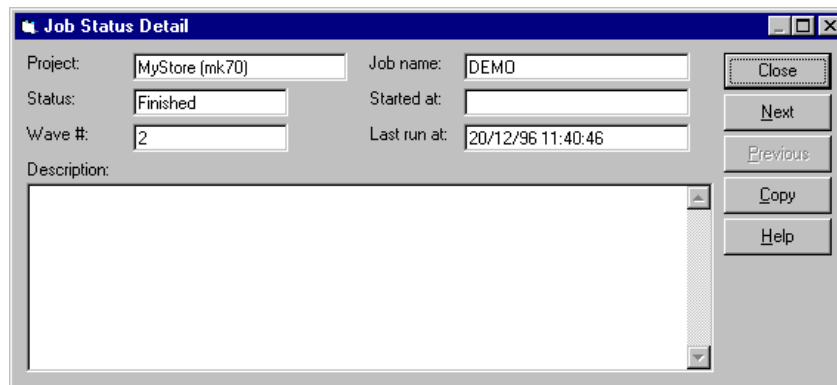 Job Status Detail
Project: MyStore (mk70) Job name: DEMO
Close
Status: Finished Started at:
Next
Wave #: 2 Last run at: 20/12/96 11:40:46
Previous
Description:
Copy
Help